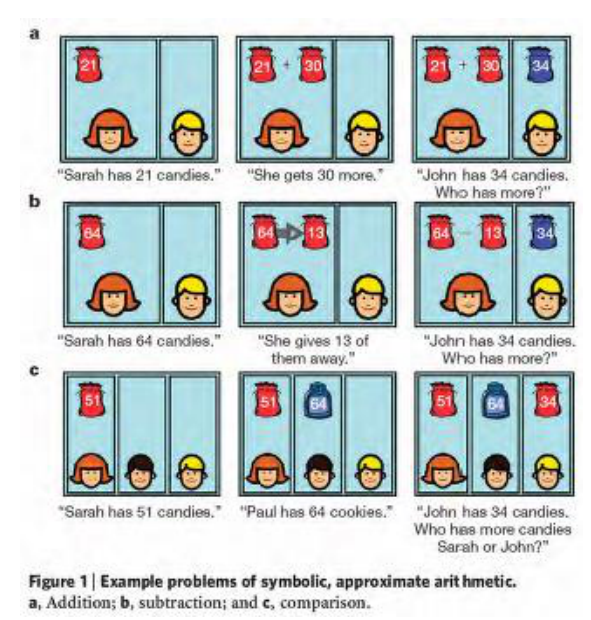 a
21
21 + 30
21 + 30 34
"Sarah has 21 candies."
"She gets 30 more."
"John has 34 candies.
Who has more?"
b
64
64 13
64 - 13 34
"Sarah has 64 candies."
"She gives 13 of
them away."
"John has 34 candies.
Who has more?"
c
51
51 64
51 64 34
"Sarah has 51 candies."
"Paul has 64 cookies."
"John has 34 candies.
Who has more candies
Sarah or John?"
Figure 1 | Example problems of symbolic, approximate arithmetic.
a, Addition; b, subtraction; and c, comparison.